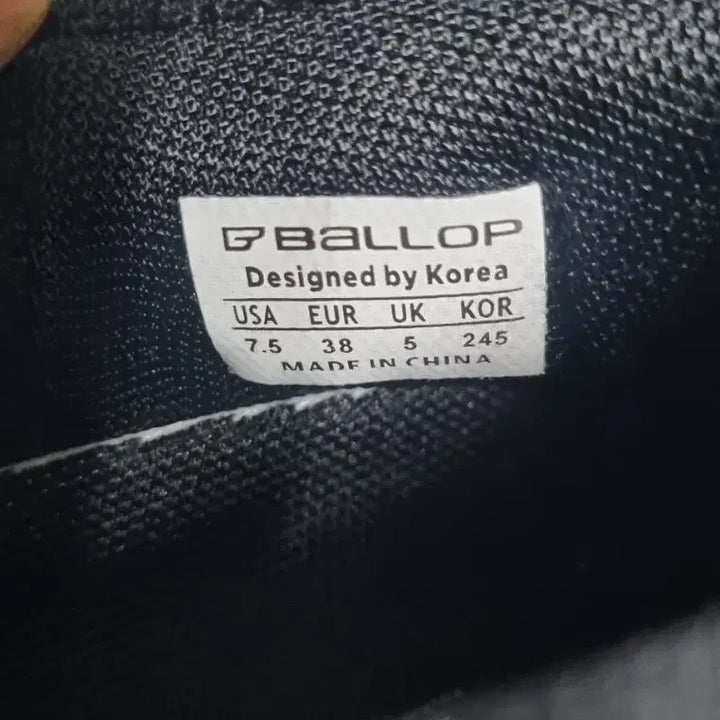 BaLLOP
Designed by Korea
USA EUR UK KOR
7.5 38 5 245
MADE IN CHINA